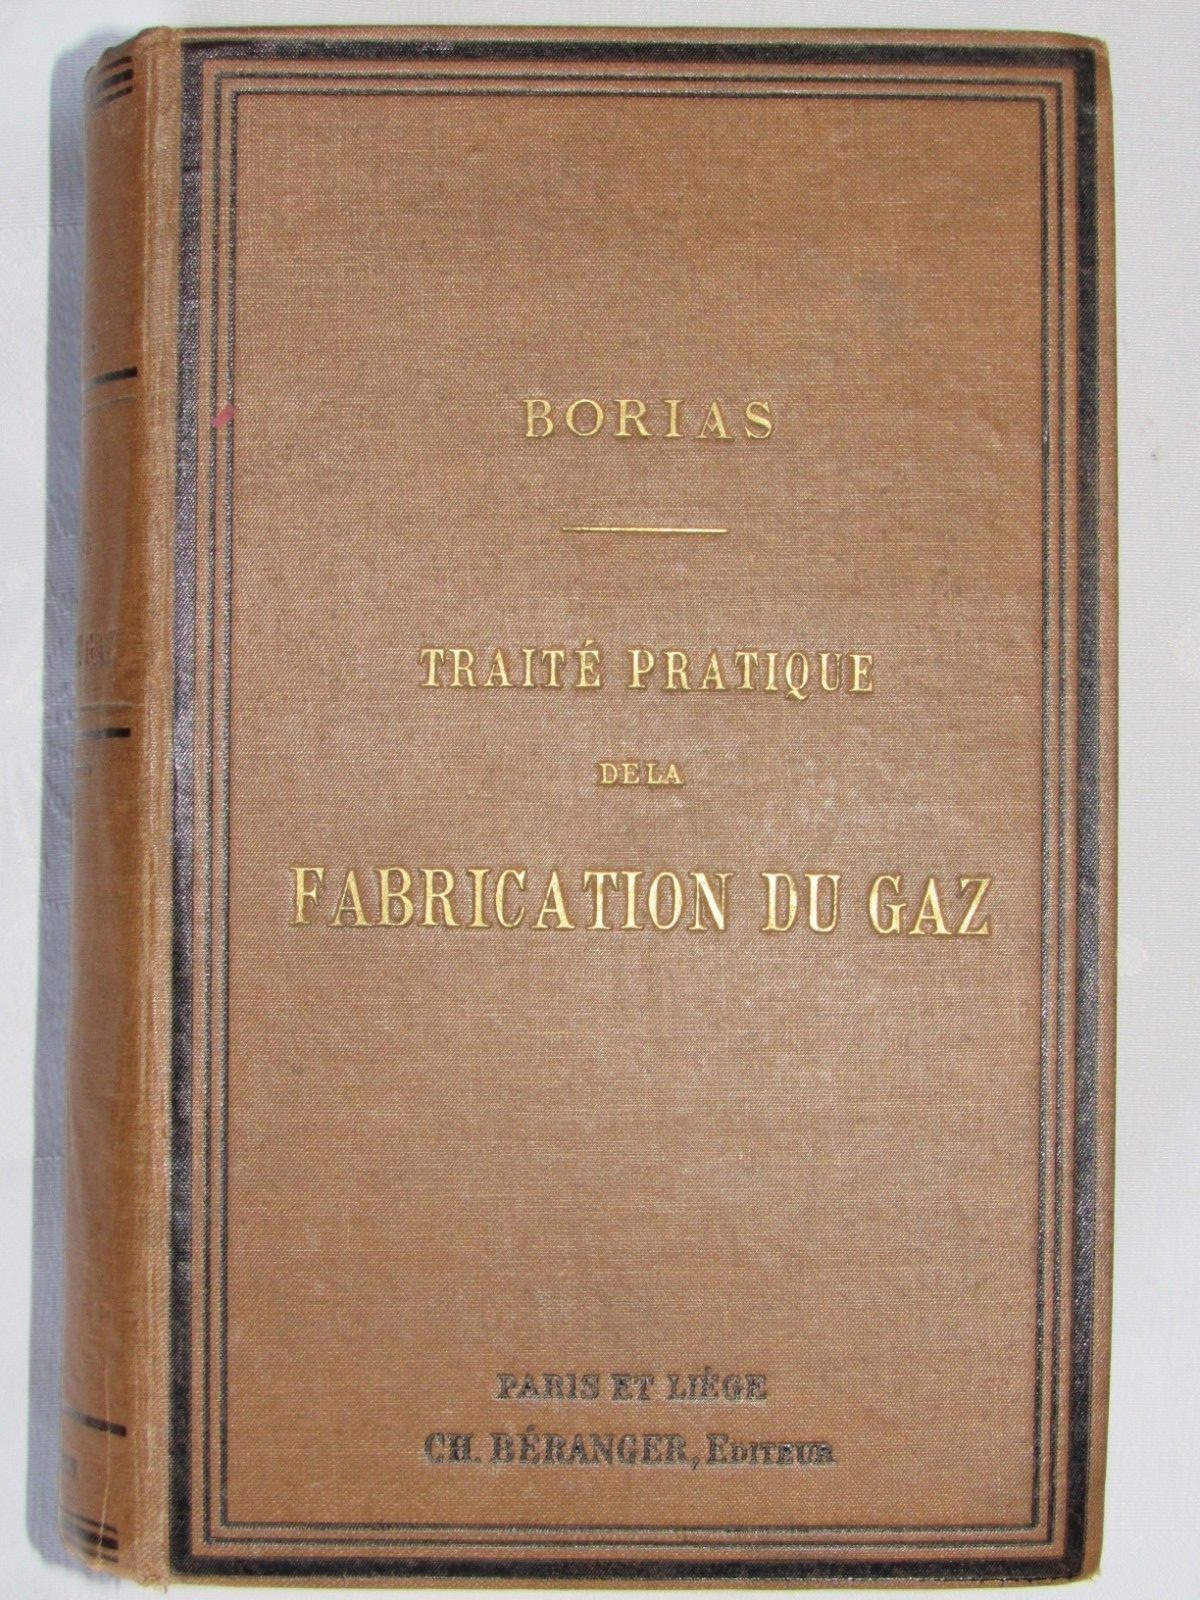 BORIAS
TRAITÉ PRATIQUE
DE LA
FABRICATION DU GAZ
PARIS ET LIÉGE
CH. BÉRANGER, EDITEUR